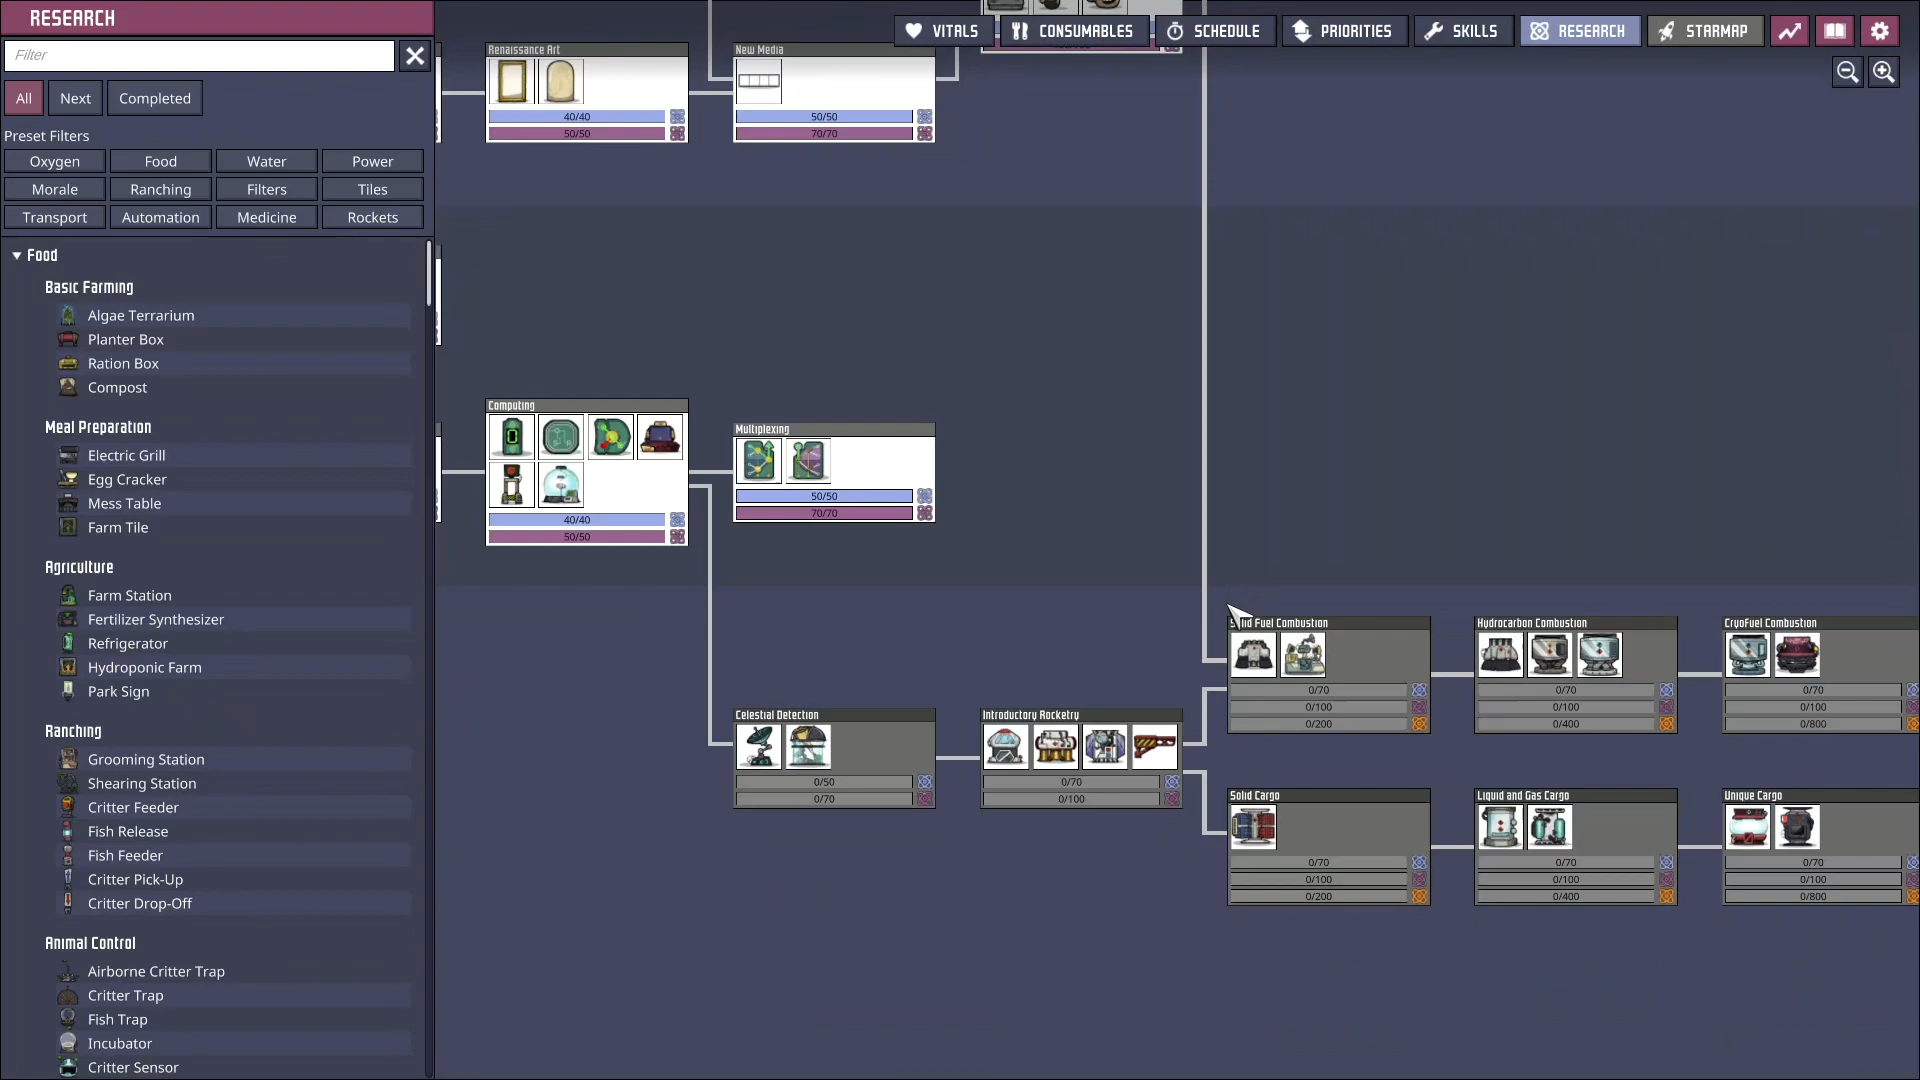 RESEARCH
VITALS
CONSUMABLES
SCHEDULE
PRIORITIES
SKILLS
RESEARCH
STARMAP
Filter
All
Next
Completed
Preset Filters
Oxygen
Food
Water
Power
Morale
Ranching
Filters
Tiles
Transport
Automation
Medicine
Rockets
Food
Basic Farming
Algae Terrarium
Planter Box
Ration Box
Compost
Meal Preparation
Electric Grill
Egg Cracker
Mess Table
Farm Tile
Agriculture
Farm Station
Fertilizer Synthesizer
Refrigerator
Hydroponic Farm
Park Sign
Ranching
Grooming Station
Shearing Station
Critter Feeder
Fish Release
Fish Feeder
Critter Pick-Up
Critter Drop-Off
Animal Control
Airborne Critter Trap
Critter Trap
Fish Trap
Incubator
Critter Sensor
Renaissance Art
40/40
50/50
New Media
50/50
70/70
Computing
40/40
50/50
Multiplexing
50/50
70/70
Celestial Detection
0/50
0/70
Introductory Rocketry
0/70
0/100
Solid Fuel Combustion
0/70
0/100
0/200
Hydrocarbon Combustion
0/70
0/100
0/400
CryoFuel Combustion
0/70
0/100
0/800
Solid Cargo
0/70
0/100
0/200
Liquid and Gas Cargo
0/70
0/100
0/400
Unique Cargo
0/70
0/100
0/800